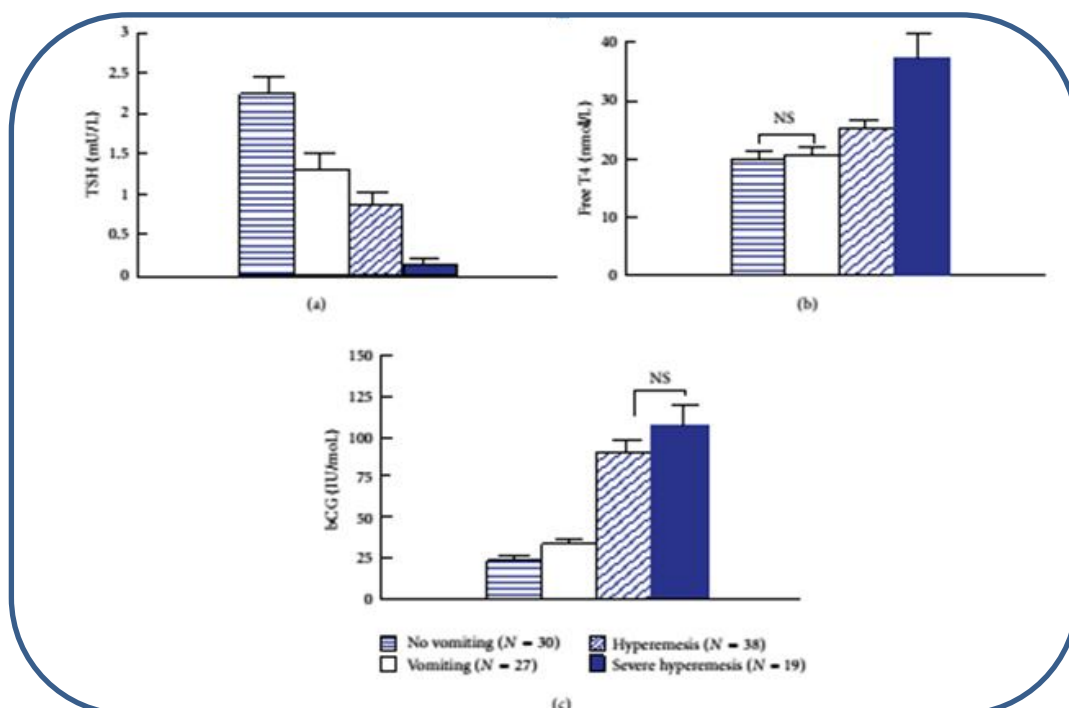 3
2.5
2
1.5
1
0.5
0
TSH (mU/L)
(a)
40
30
20
10
0
Free T4 (nmol/L)
NS
(b)
150
125
100
75
50
25
0
bCG (IU/moL)
NS
No vomiting (N = 30)
Vomiting (N = 27)
Hyperemesis (N = 38)
Severe hyperemesis (N = 19)
(c)